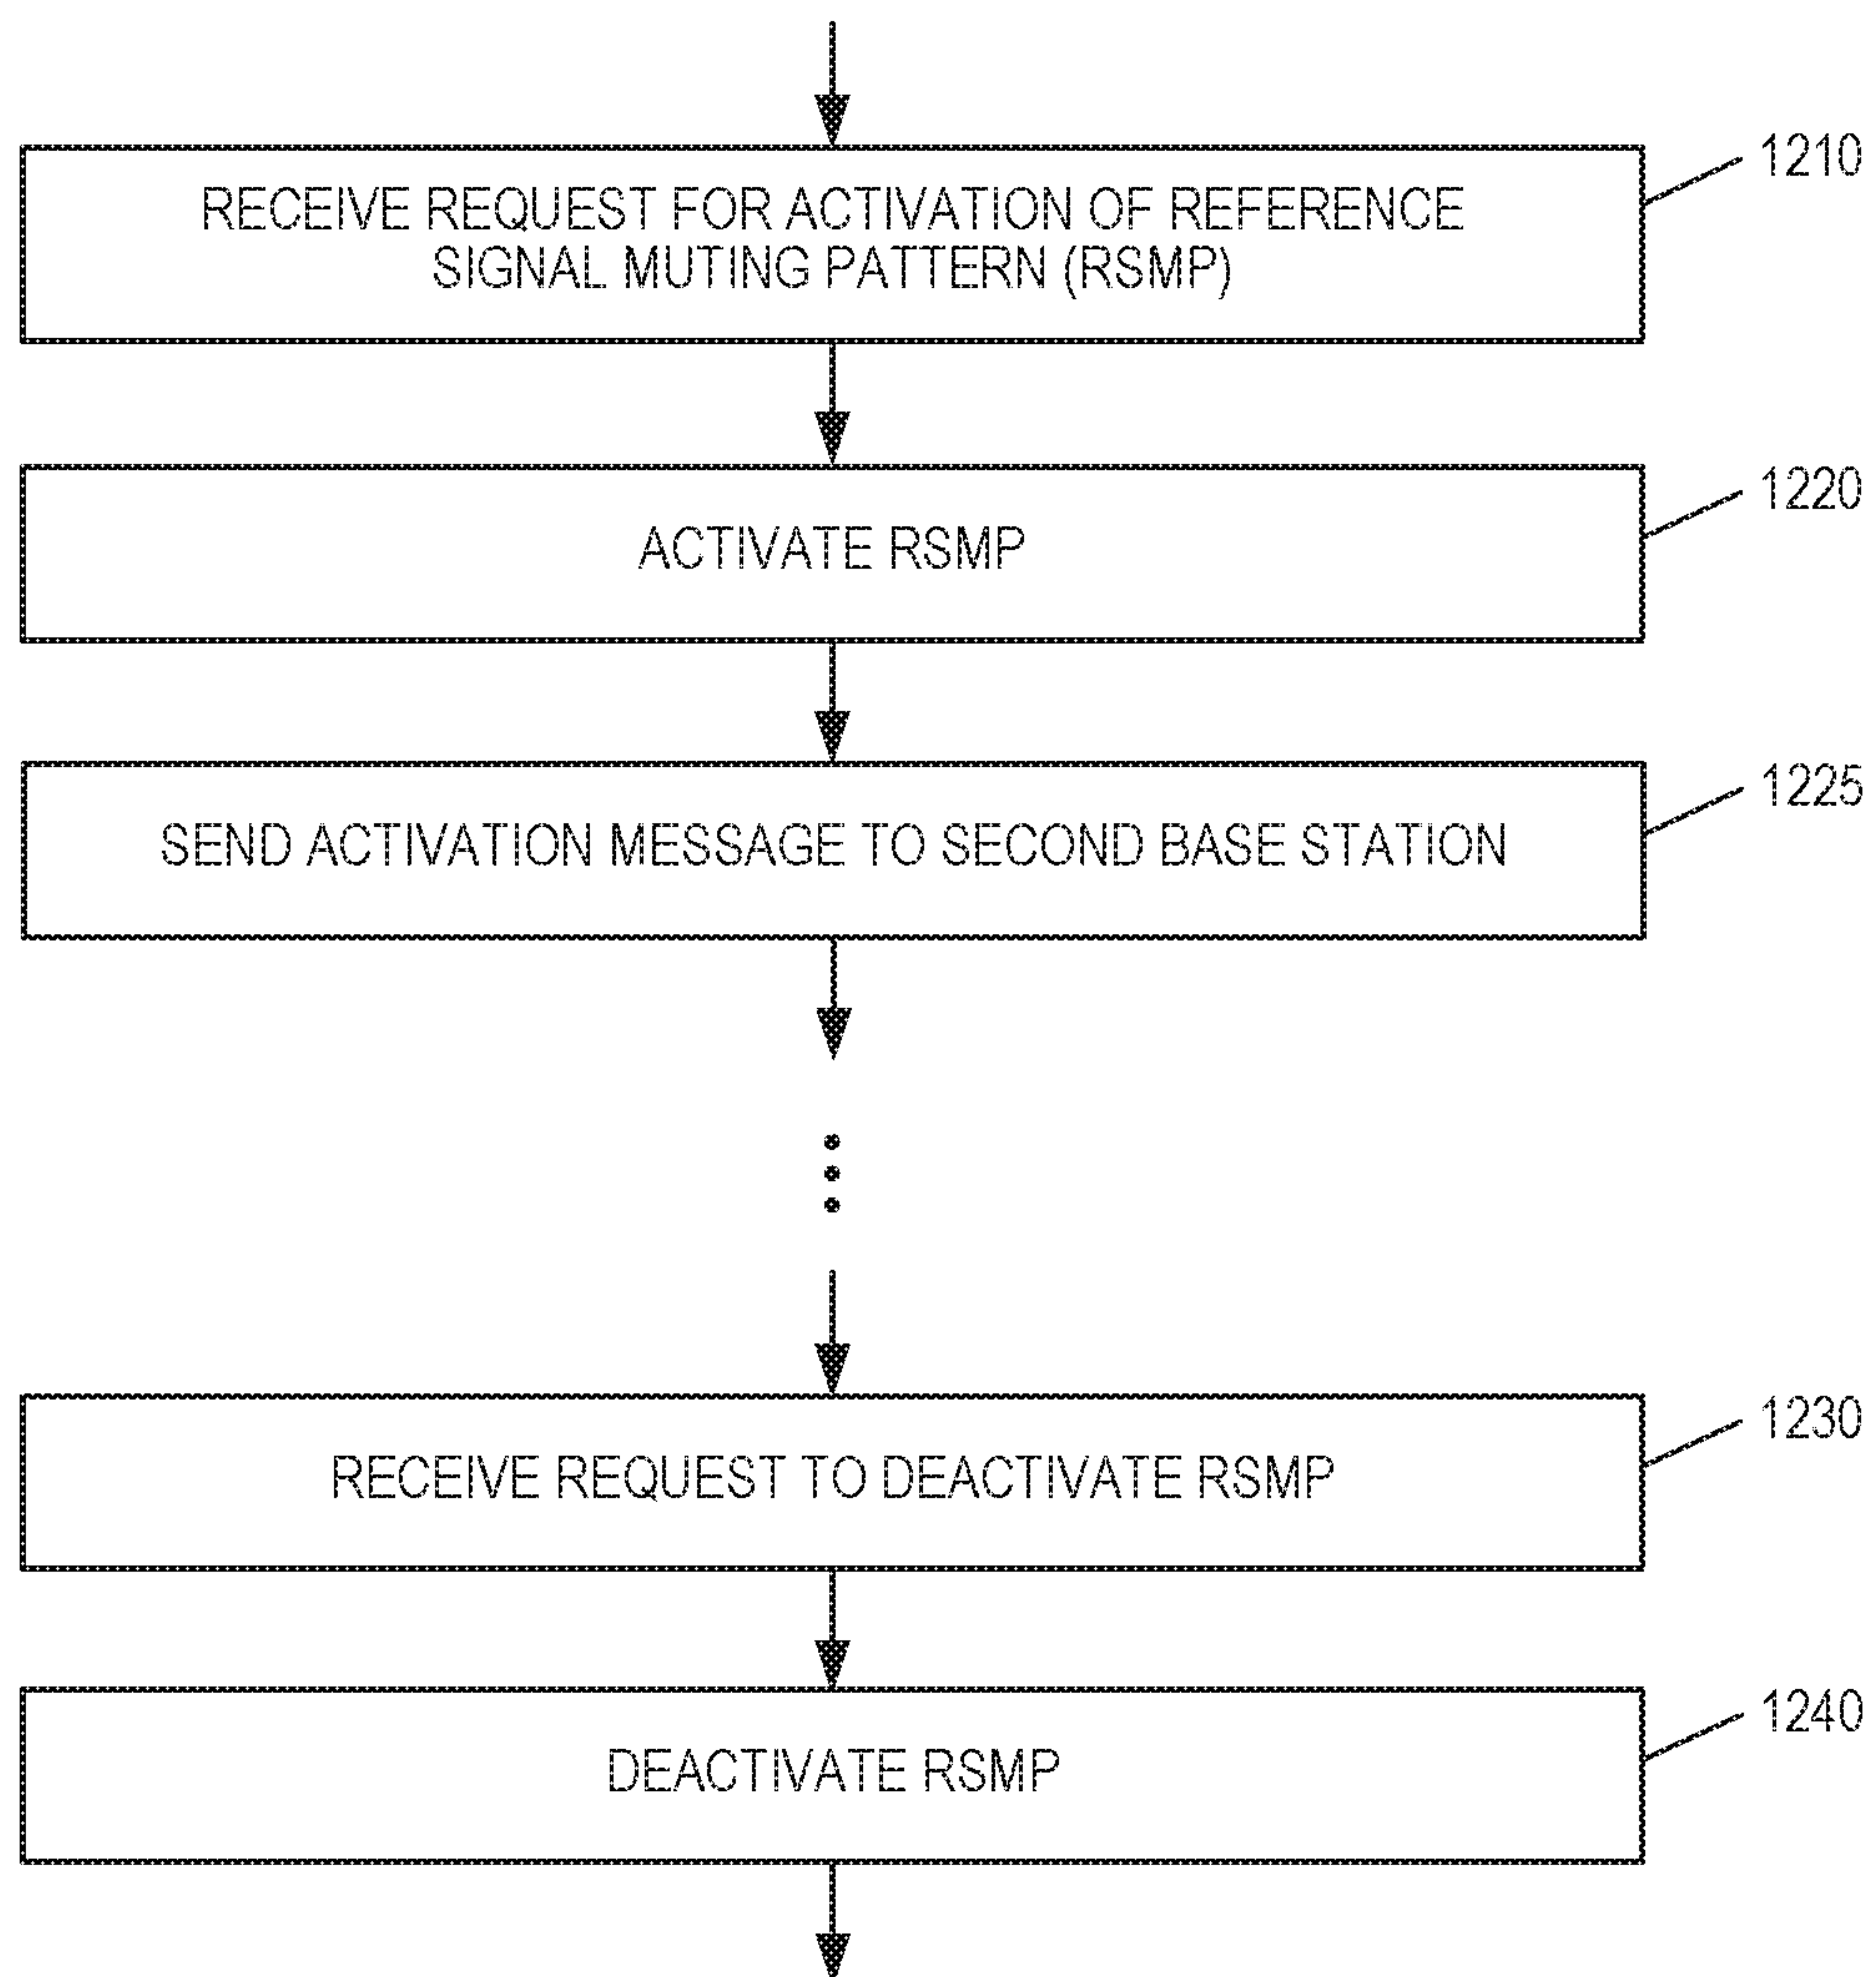 1210
RECEIVE REQUEST FOR ACTIVATION OF REFERENCE
SIGNAL MUTING PATTERN (RSMP)
1220
ACTIVATE RSMP
1225
SEND ACTIVATION MESSAGE TO SECOND BASE STATION
1230
RECEIVE REQUEST TO DEACTIVATE RSMP
1240
DEACTIVATE RSMP